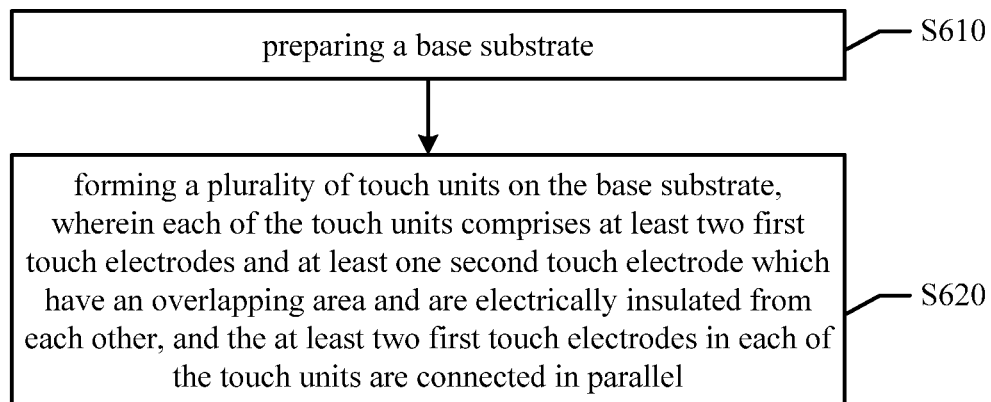 preparing a base substrate
S610
forming a plurality of touch units on the base substrate,
wherein each of the touch units comprises at least two first
touch electrodes and at least one second touch electrode which
have an overlapping area and are electrically insulated from
each other, and the at least two first touch electrodes in each of
the touch units are connected in parallel
S620